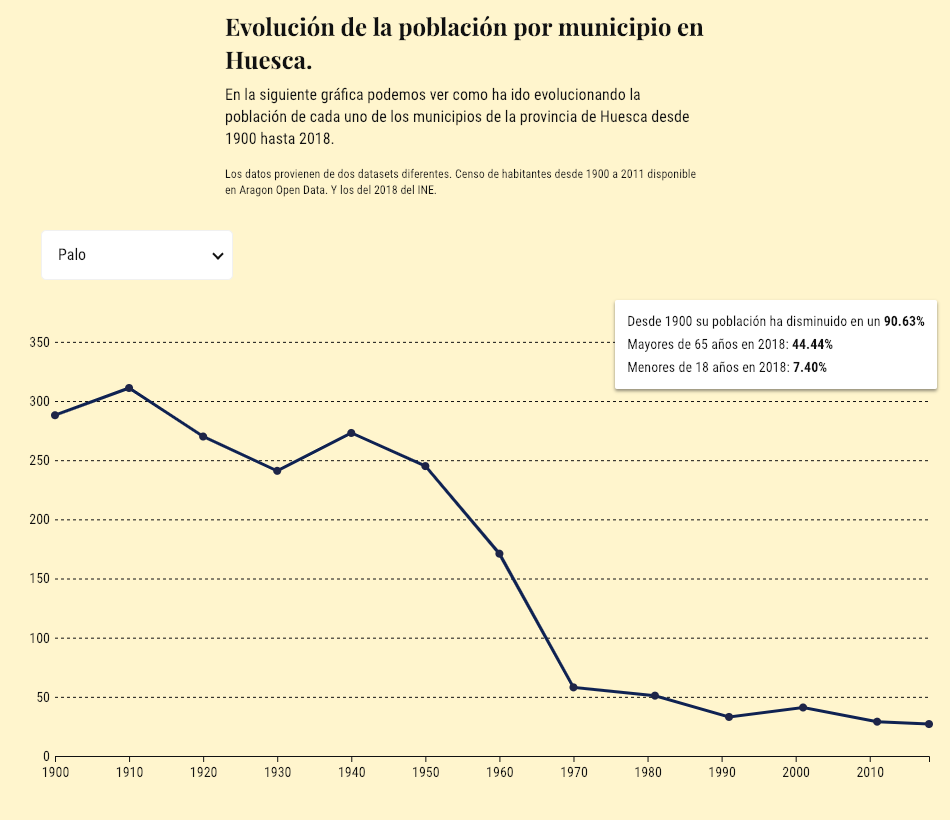 Evolución de la población por municipio en
Huesca.
En la siguiente gráfica podemos ver como ha ido evolucionando la
población de cada uno de los municipios de la provincia de Huesca desde
1900 hasta 2018.
Los datos provienen de dos datasets diferentes. Censo de habitantes desde 1900 a 2011 disponible
en Aragon Open Data. Y los del 2018 del INE.
Palo
Desde 1900 su población ha disminuido en un 90.63%
Mayores de 65 años en 2018: 44.44%
Menores de 18 años en 2018: 7.40%
350
300
250
200
150
100
50
0
1900 1910 1920 1930 1940 1950 1960 1970 1980 1990 2000 2010